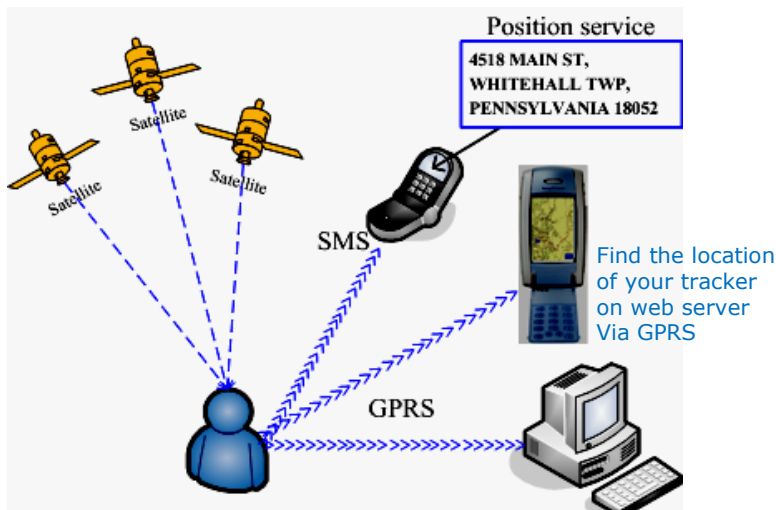 Position service
4518 MAIN ST,
WHITEHALL TWP,
PENNSYLVANIA 18052
Satellite
Satellite
Satellite
SMS
Find the location
of your tracker
on web server
Via GPRS
GPRS